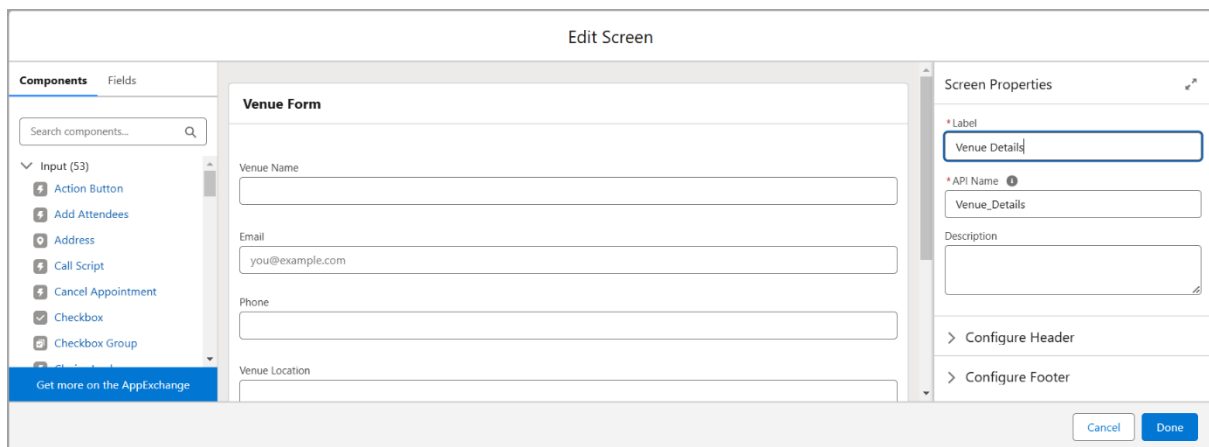 Edit Screen
Components Fields
Search components...
Input (53)
Action Button
Add Attendees
Address
Call Script
Cancel Appointment
Checkbox
Checkbox Group
Get more on the AppExchange
Venue Form
Venue Name
Email
you@example.com
Phone
Venue Location
Screen Properties
*Label
Venue Details
*API Name
Venue_Details
Description
Configure Header
Configure Footer
Cancel Done